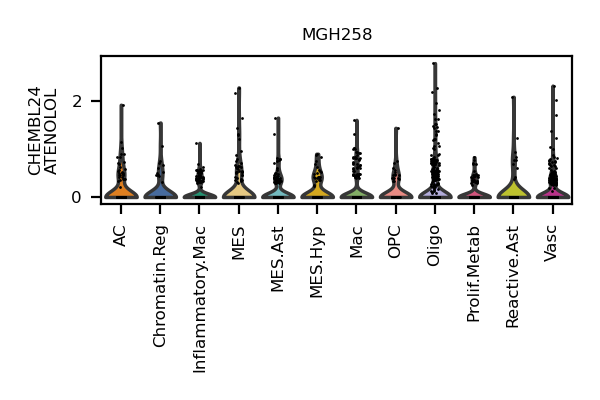 MGH258
CHEMBL24
ATENOLOL
2
0
AC
Chromatin.Reg
Inflammatory.Mac
MES
MES.Ast
MES.Hyp
Mac
OPC
Oligo
Prolif.Metab
Reactive.Ast
Vasc